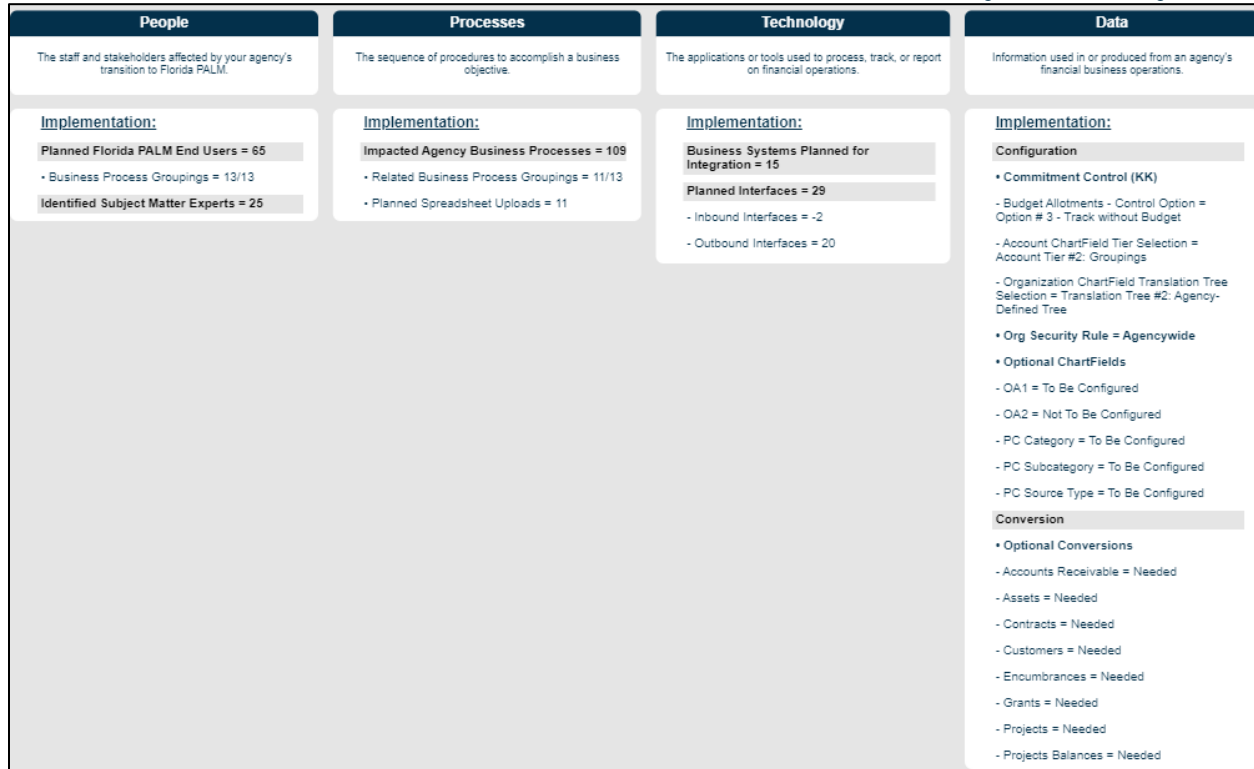 People
The staff and stakeholders affected by your agency's
transition to Florida PALM.
Implementation:
Planned Florida PALM End Users = 65
• Business Process Groupings = 13/13
Identified Subject Matter Experts = 25
Processes
The sequence of procedures to accomplish a business
objective.
Implementation:
Impacted Agency Business Processes = 109
• Related Business Process Groupings = 11/13
• Planned Spreadsheet Uploads = 11
Technology
The applications or tools used to process, track, or report
on financial operations.
Implementation:
Business Systems Planned for
Integration = 15
Planned Interfaces = 29
- Inbound Interfaces = -2
- Outbound Interfaces = 20
Data
Information used in or produced from an agency's
financial business operations.
Implementation:
Configuration
• Commitment Control (KK)
- Budget Allotments - Control Option =
Option # 3 - Track without Budget
- Account ChartField Tier Selection =
Account Tier #2: Groupings
- Organization ChartField Translation Tree
Selection = Translation Tree #2: Agency-
Defined Tree
• Org Security Rule = Agencywide
• Optional ChartFields
- OA1 = To Be Configured
- OA2 = Not To Be Configured
- PC Category = To Be Configured
- PC Subcategory = To Be Configured
- PC Source Type = To Be Configured
Conversion
• Optional Conversions
- Accounts Receivable = Needed
- Assets = Needed
- Contracts = Needed
- Customers = Needed
- Encumbrances = Needed
- Grants = Needed
- Projects = Needed
- Projects Balances = Needed